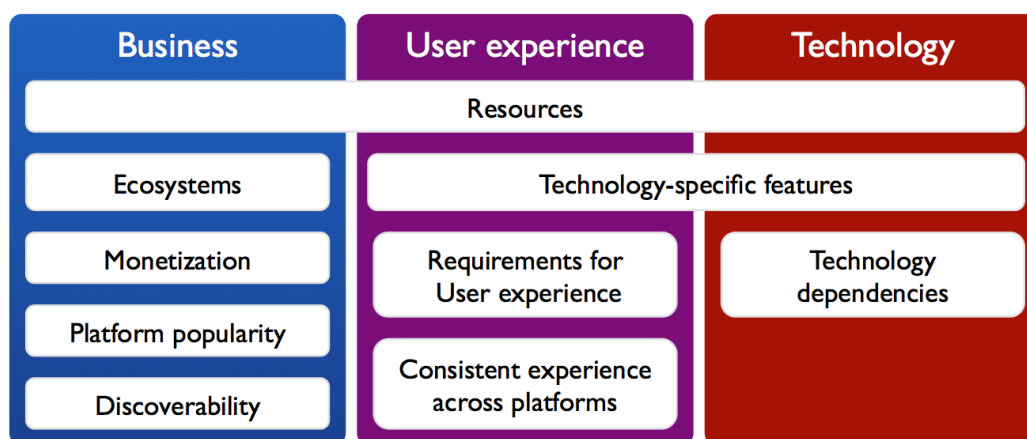 Business
User experience
Technology
Resources
Ecosystems
Technology-specific features
Monetization
Requirements for
User experience
Technology
dependencies
Platform popularity
Consistent experience
across platforms
Discoverability